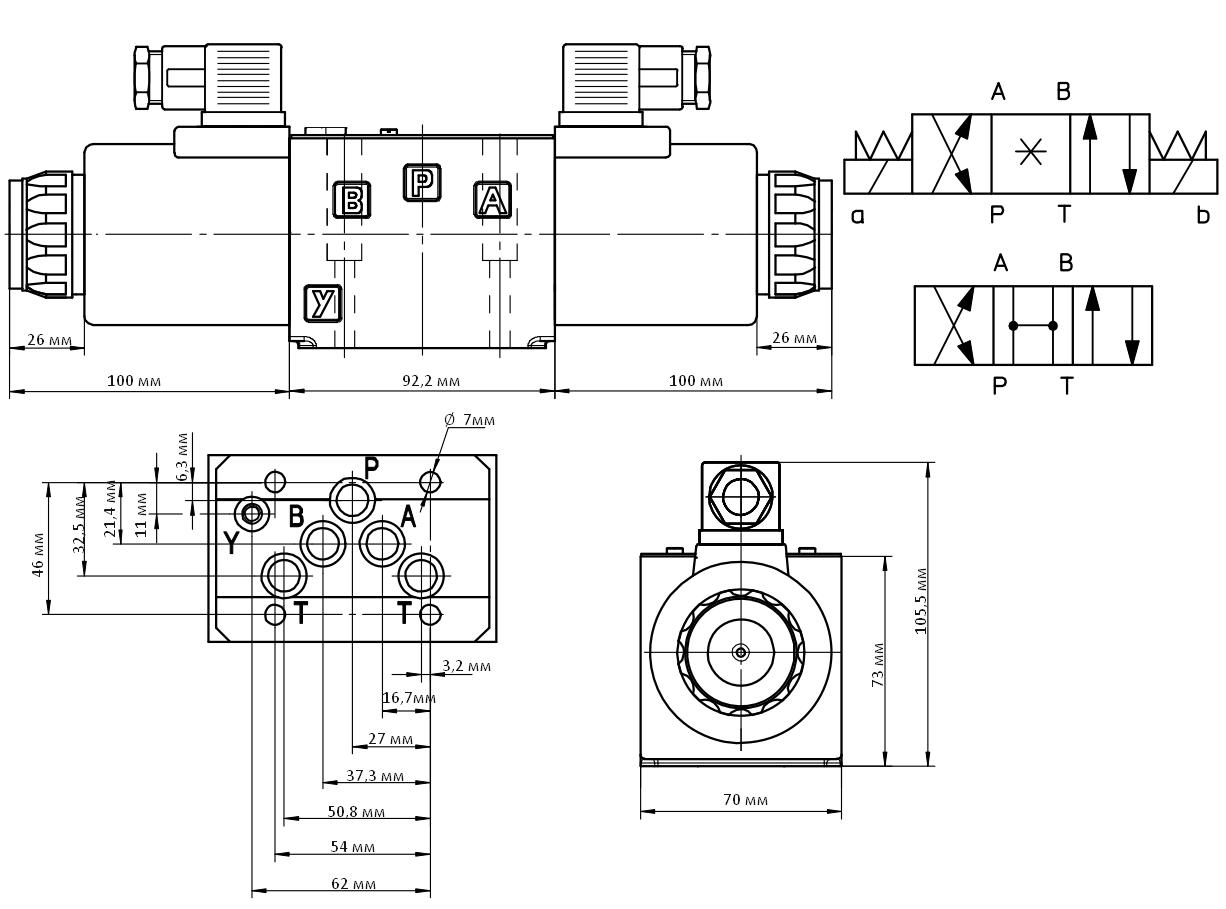 A B
B P A
a P T b
Y
A B
26 мм
26 мм
100 мм
92,2 мм
100 мм
P T
Ø 7мм
6,3 мм
11 мм
21,4 мм
32,5 мм
46 мм
P
B A
Y
T T
3,2 мм
16,7мм
27 мм
37,3 мм
50,8 мм
54 мм
62 мм
105,5 мм
73 мм
70 мм